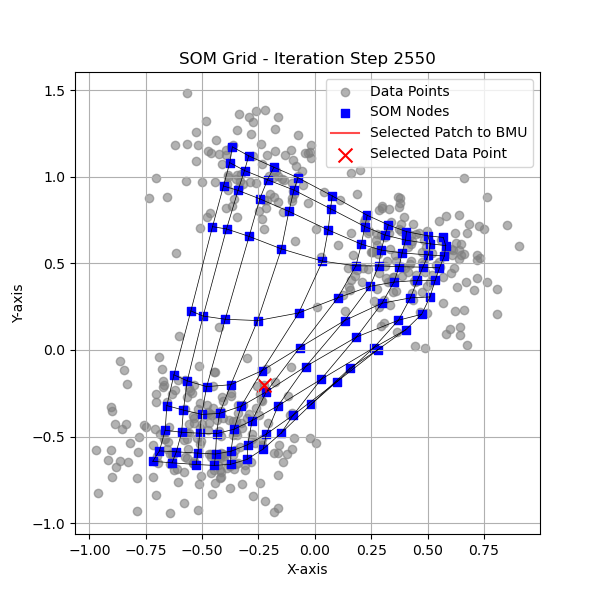 SOM Grid - Iteration Step 2550
Data Points
SOM Nodes
Selected Patch to BMU
Selected Data Point
Y-axis
1.5
1.0
0.5
0.0
−0.5
−1.0
−1.00 −0.75 −0.50 −0.25 0.00 0.25 0.50 0.75
X-axis